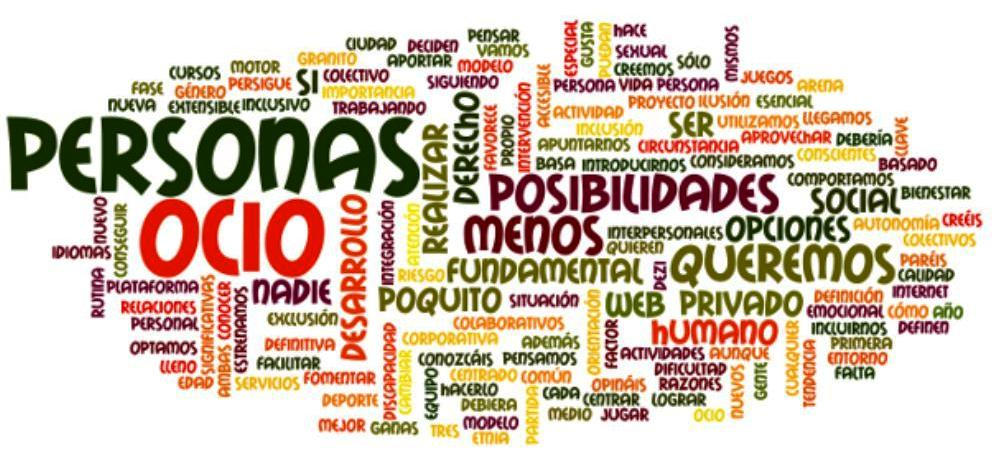 PENSAR
hACE
CIUDAD DECIDEN VAMOS
ESPECIAL GUSTA PUEDAN SEXUAL MISMOS
GRANITO APORTAR
CREEMOS SÓLO
MOTOR MODELO
CURSOS SI COLECTIVO
FASE GÉNERO PERSIGUE IMPORTANCIA SIGUIENDO
PERSONA VIDA PERSONA JUEGOS ARENA
NUEVA EXTENSIBLE INCLUSIVO TRABAJANDO
ACCESIBLE PROYECTO ILUSIÓN ESENCIAL
ACTIVIDAD SER UTILIZAMOS LLEGAMOS
PERSONAS REALIZAR DERECHO FAVORECE PROPIO INTERVENCIÓN
INCLUSIÓN
APUNTARNOS CIRCUNSTANCIA APROVECHAR DEBERÍA CLAVE
BASA INTRODUCIRNOS CONSIDERAMOS CONSCIENTES BASADO
COMPORTAMOS
POSIBILIDADES SOCIAL BIENESTAR
OCIO DESARROLLO INTEGRACIÓN ATENCIÓN
NUEVO CONSEGUIR
MENOS INTERPERSONALES OPCIONES AUTONOMÍA CREÉIS
IDIOMAS QUIEREN COLECTIVOS
RIESGO FUNDAMENTAL DEZI QUEREMOS PARÉIS
CALIDAD
RUTINA PLATAFORMA NADIE
POQUITO SITUACIÓN WEB PRIVADO DEFINICIÓN INTERNET
RELACIONES SIGNIFICATIVAS CONOCER ESTRENAMOS
EMOCIONAL CÓMO AÑO
PERSONAL EXCLUSIÓN
COLABORATIVOS ORIENTACIÓN FACTOR hUMANO INCLUIRNOS DEFINEN
OPTAMOS DEFINITIVA CORPORATIVA ADEMÁS PRIMERA
LLENO AMBAS FACILITAR DISCAPACIDAD CAMBIAR
CONOZCÁIS PENSAMOS ACTIVIDADES AUNQUE CUALQUIER TENDENCIA ENTORNO
EDAD SERVICIOS FOMENTAR EQUIPO CENTRADO COMÚN DIFICULTAD FALTA
hACERLO CADA OPINÁIS RAZONES NUEVOS GENTE
DEPORTE DEBIERA PARTIDA CENTRAR LOGRAR
MEJOR GANAS TRES MODELO MEDIO JUGAR OCIO
ETNIA